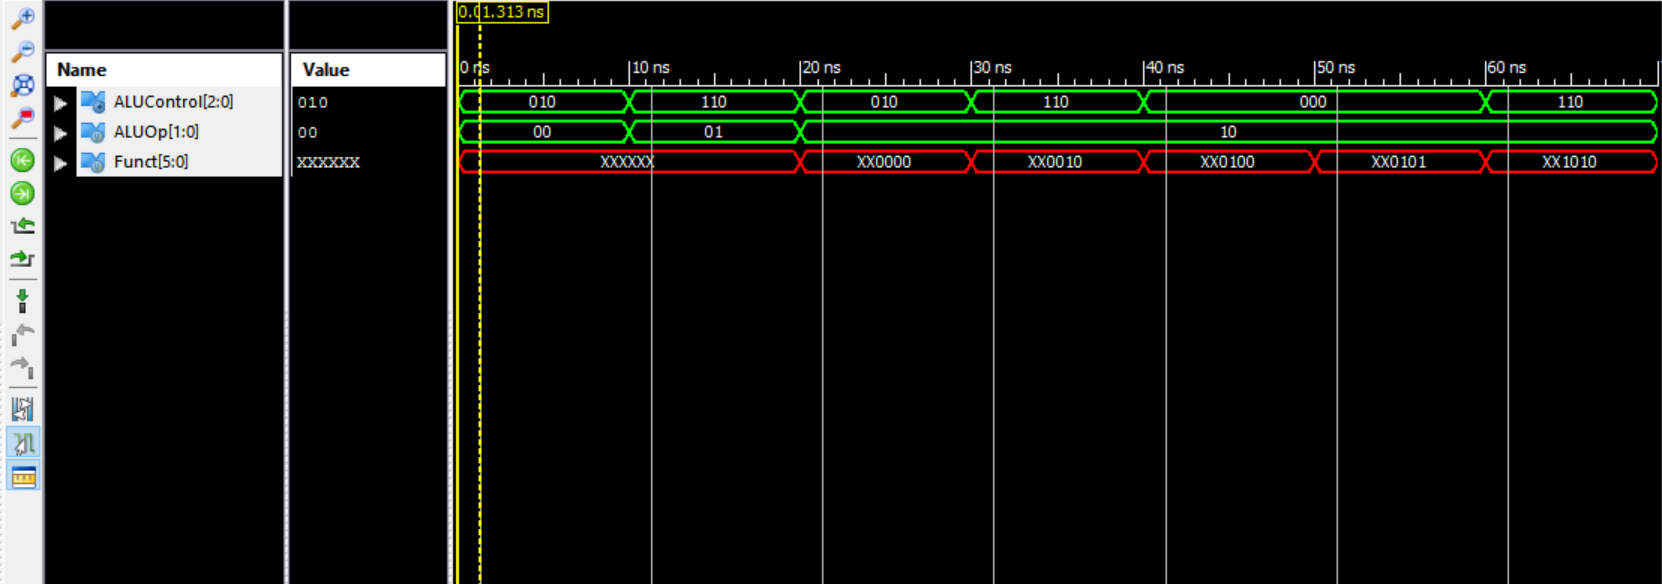 0.0 1.313 ns
0 ns 10 ns 20 ns 30 ns 40 ns 50 ns 60 ns
Name Value
ALUControl[2:0] 010 010 110 010 110 000 110
ALUOp[1:0] 00 00 01 10
Funct[5:0] XXXXXX XXXXXX XX0000 XX0010 XX0100 XX0101 XX1010